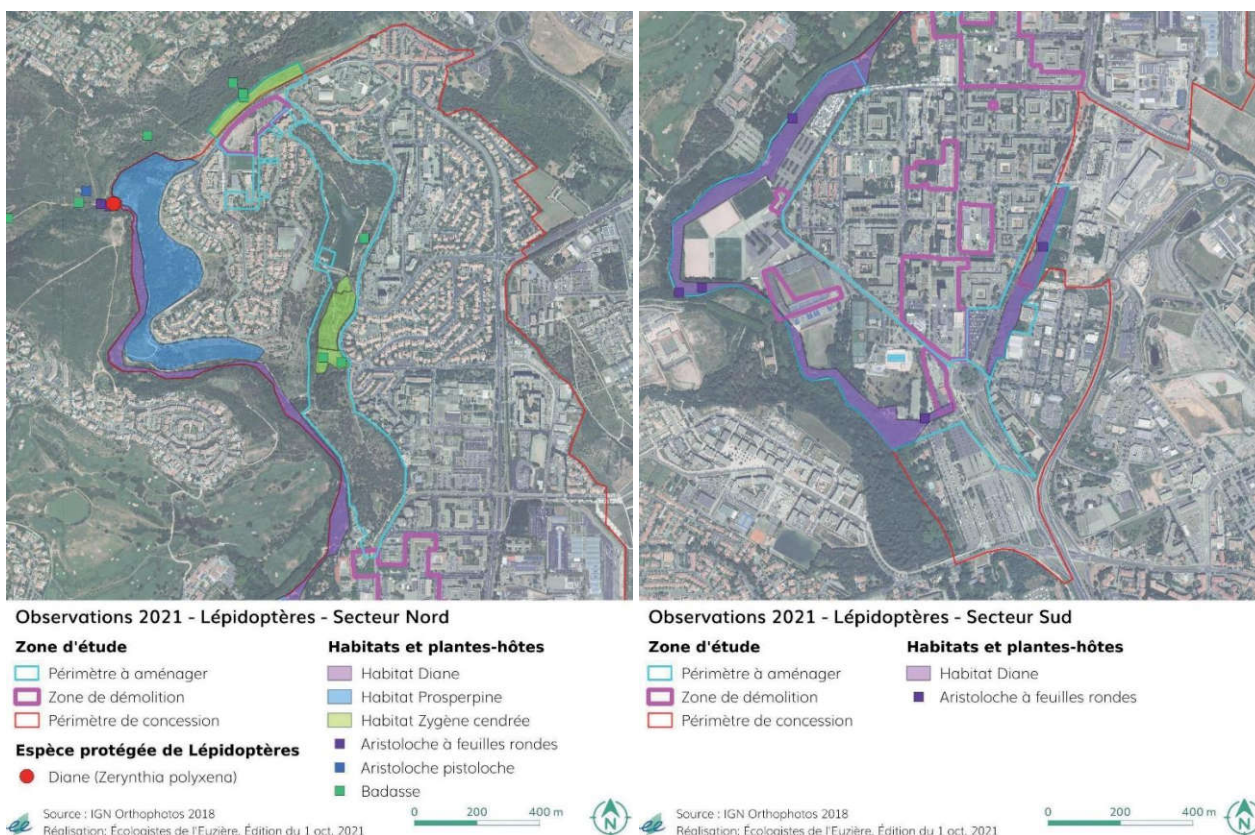 Observations 2021 - Lépidoptères - Secteur Nord
Zone d'étude
Périmètre à aménager
Zone de démolition
Périmètre de concession
Espèce protégée de Lépidoptères
Diane (Zerynthia polyxena)
Habitats et plantes-hôtes
Habitat Diane
Habitat Prosperpine
Habitat Zygène cendrée
Aristoloche à feuilles rondes
Aristoloche pistoloche
Badasse
Source : IGN Orthophotos 2018
Réalisation: Écologistes de l'Euzière, Édition du 1 oct. 2021
0 200 400 m
N
Observations 2021 - Lépidoptères - Secteur Sud
Zone d'étude
Périmètre à aménager
Zone de démolition
Périmètre de concession
Habitats et plantes-hôtes
Habitat Diane
Aristoloche à feuilles rondes
Source : IGN Orthophotos 2018
Réalisation: Écologistes de l'Euzière, Édition du 1 oct. 2021
0 200 400 m
N